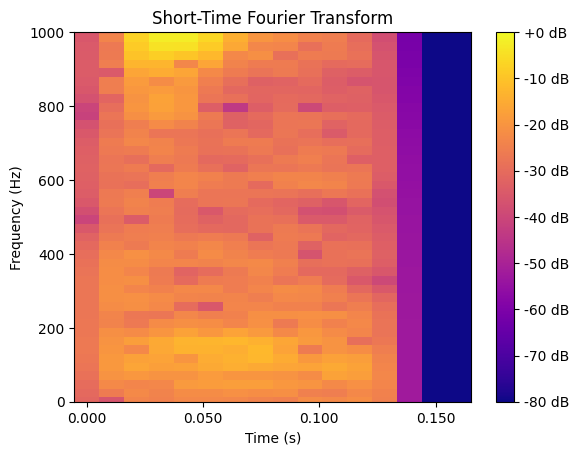 Short-Time Fourier Transform
1000
800
600
400
200
0
Frequency (Hz)
0.000
0.050
0.100
0.150
Time (s)
+0 dB
-10 dB
-20 dB
-30 dB
-40 dB
-50 dB
-60 dB
-70 dB
-80 dB